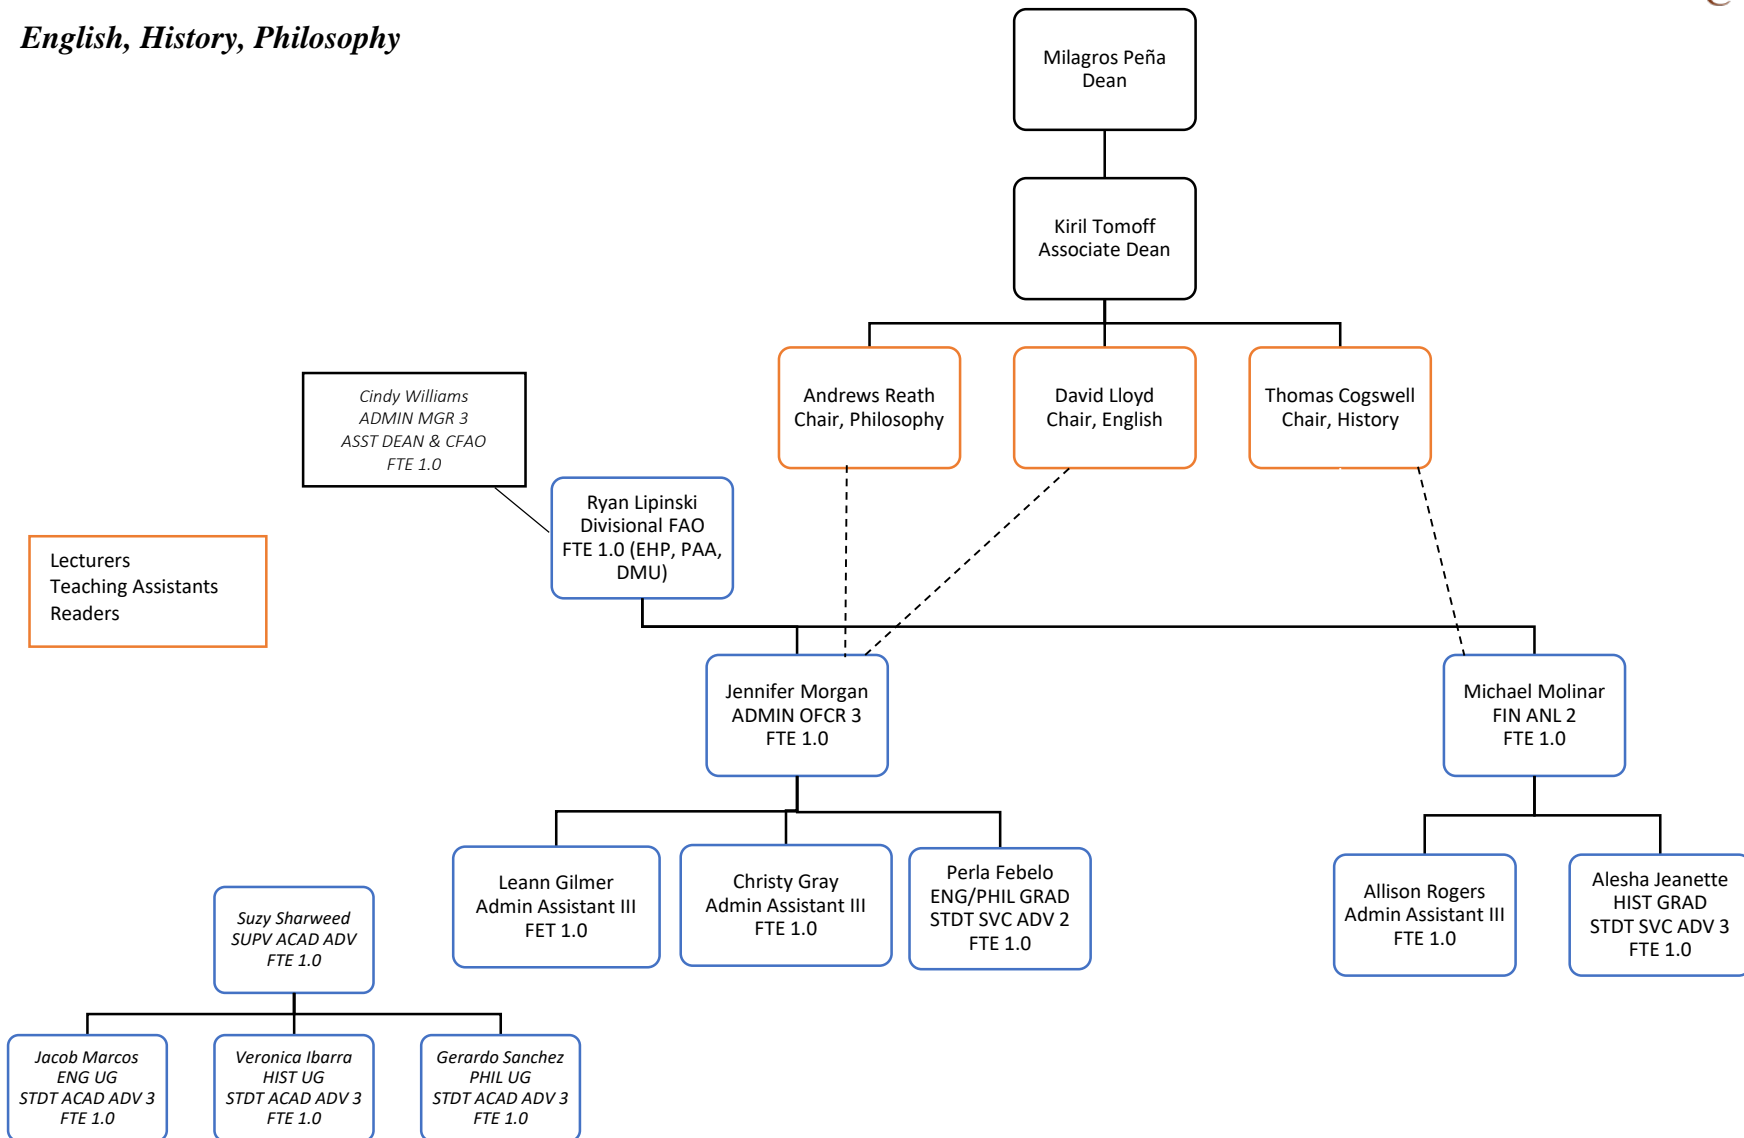 English, History, Philosophy
Milagros Peña
Dean
Kiril Tomoff
Associate Dean
Andrews Reath
Chair, Philosophy
David Lloyd
Chair, English
Thomas Cogswell
Chair, History
Cindy Williams
ADMIN MGR 3
ASST DEAN & CFAO
FTE 1.0
Ryan Lipinski
Divisional FAO
FTE 1.0 (EHP, PAA,
DMU)
Lecturers
Teaching Assistants
Readers
Jennifer Morgan
ADMIN OFCR 3
FTE 1.0
Michael Molinar
FIN ANL 2
FTE 1.0
Leann Gilmer
Admin Assistant III
FET 1.0
Christy Gray
Admin Assistant III
FTE 1.0
Perla Febelo
ENG/PHIL GRAD
STDT SVC ADV 2
FTE 1.0
Allison Rogers
Admin Assistant III
FTE 1.0
Alesha Jeanette
HIST GRAD
STDT SVC ADV 3
FTE 1.0
Suzy Sharweed
SUPV ACAD ADV
FTE 1.0
Jacob Marcos
ENG UG
STDT ACAD ADV 3
FTE 1.0
Veronica Ibarra
HIST UG
STDT ACAD ADV 3
FTE 1.0
Gerardo Sanchez
PHIL UG
STDT ACAD ADV 3
FTE 1.0